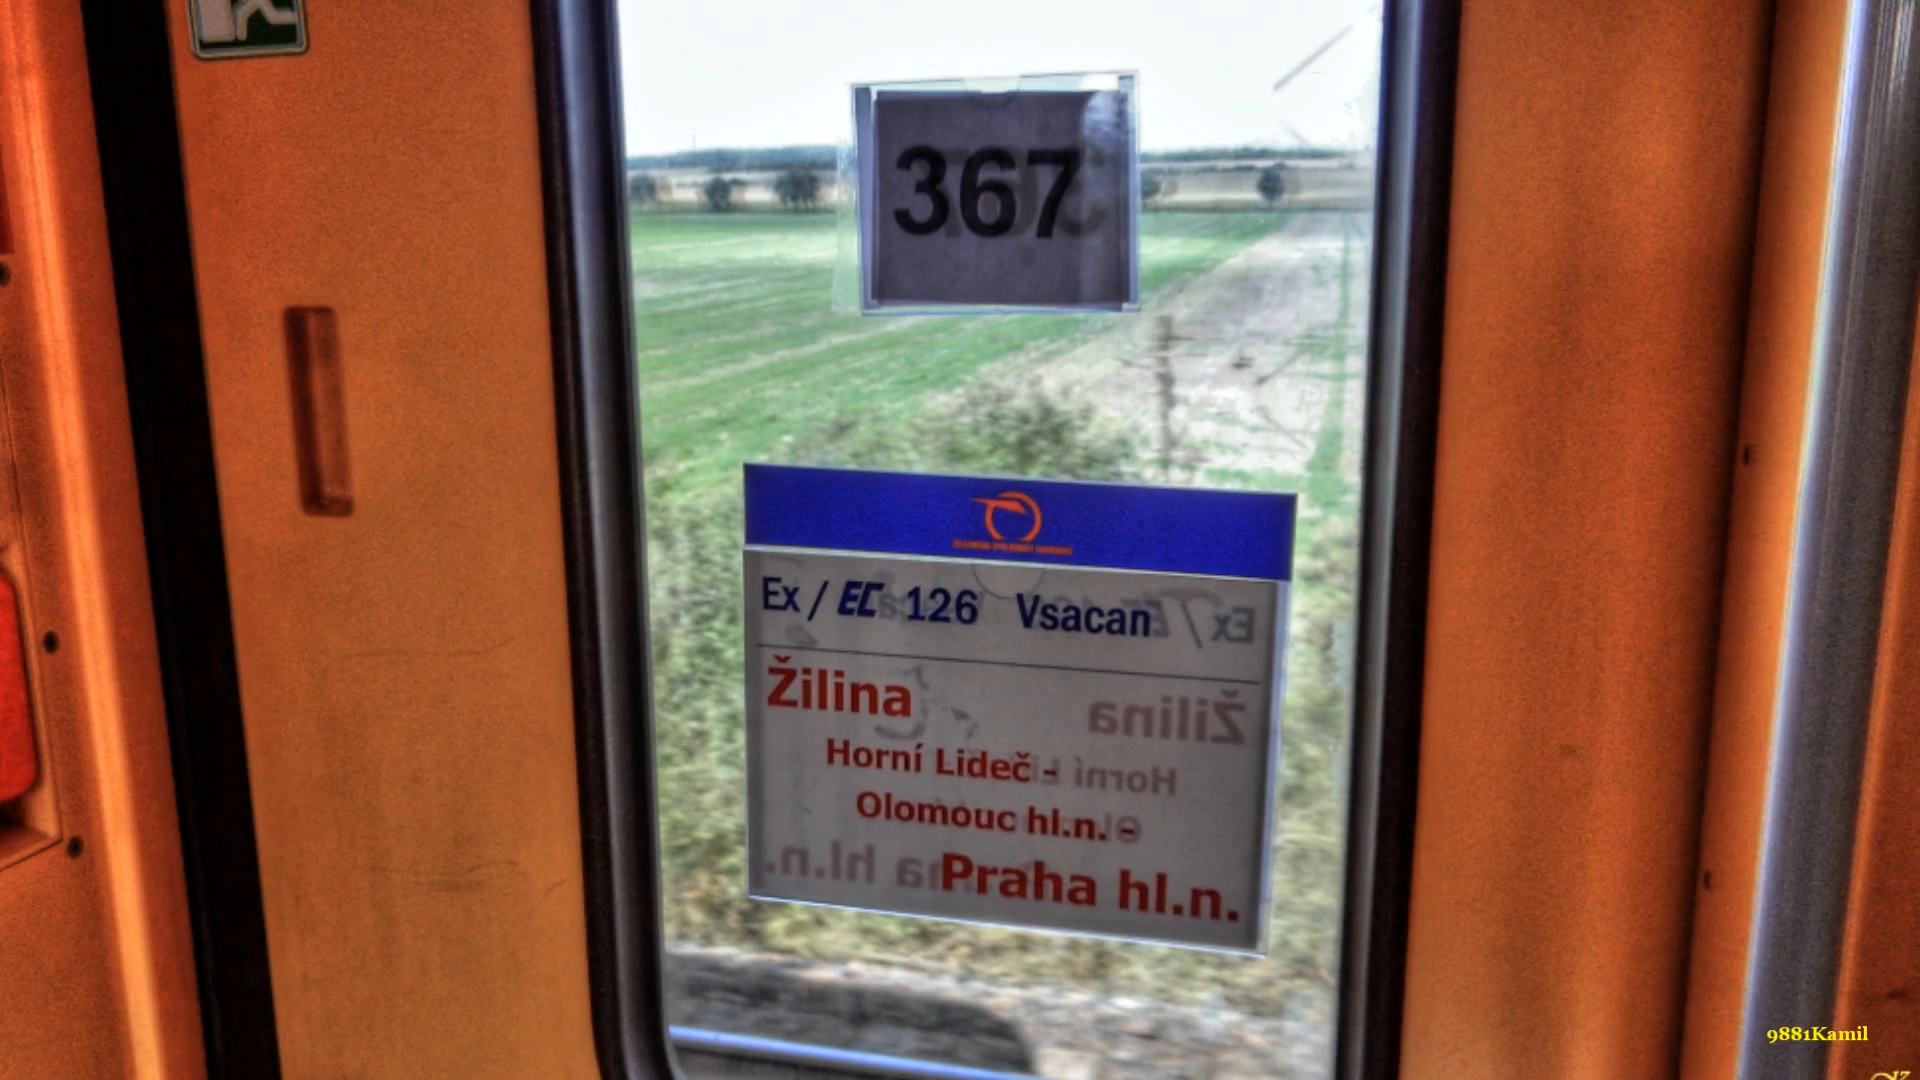 367
Ex / EC 126 Vsacan
Žilina
Horní Lideč -
Olomouc hl.n. -
Praha hl.n.
9881Kamil